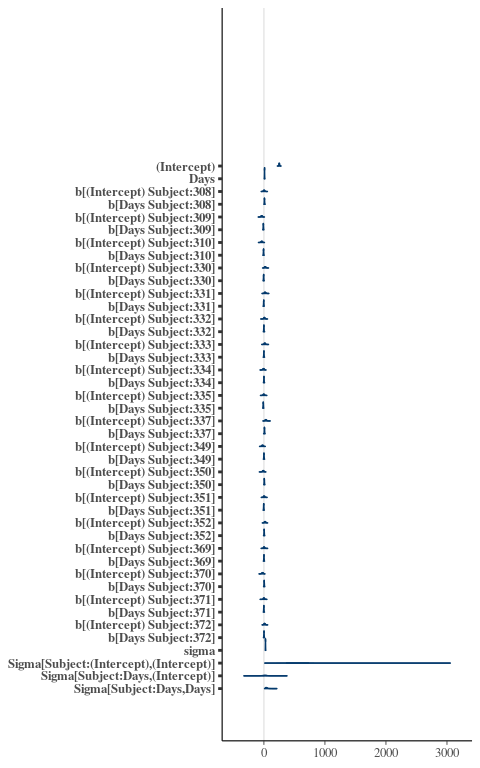 (Intercept)
Days
b[(Intercept) Subject:308]
b[Days Subject:308]
b[(Intercept) Subject:309]
b[Days Subject:309]
b[(Intercept) Subject:310]
b[Days Subject:310]
b[(Intercept) Subject:330]
b[Days Subject:330]
b[(Intercept) Subject:331]
b[Days Subject:331]
b[(Intercept) Subject:332]
b[Days Subject:332]
b[(Intercept) Subject:333]
b[Days Subject:333]
b[(Intercept) Subject:334]
b[Days Subject:334]
b[(Intercept) Subject:335]
b[Days Subject:335]
b[(Intercept) Subject:337]
b[Days Subject:337]
b[(Intercept) Subject:349]
b[Days Subject:349]
b[(Intercept) Subject:350]
b[Days Subject:350]
b[(Intercept) Subject:351]
b[Days Subject:351]
b[(Intercept) Subject:352]
b[Days Subject:352]
b[(Intercept) Subject:369]
b[Days Subject:369]
b[(Intercept) Subject:370]
b[Days Subject:370]
b[(Intercept) Subject:371]
b[Days Subject:371]
b[(Intercept) Subject:372]
b[Days Subject:372]
sigma
Sigma[Subject:(Intercept),(Intercept)]
Sigma[Subject:Days,(Intercept)]
Sigma[Subject:Days,Days]
0 1000 2000 3000